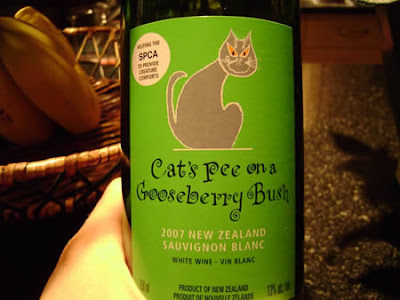 HELPING THE
SPCA
TO PROVIDE
CREATURE
COMFORTS
Cat's Pee on a
Gooseberry Bush
2007 NEW ZEALAND
SAUVIGNON BLANC
WHITE WINE - VIN BLANC
PRODUCT OF NEW ZEALAND
PRODUIT DE NOUVELLE ZÉLANDE